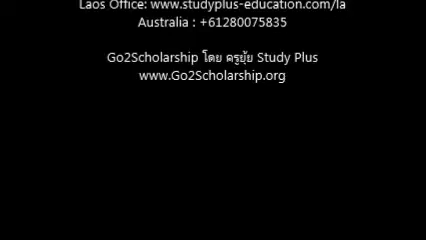 Laos Office: www.studyplus-education.com/la
Australia : +61280075835
Go2Scholarship โดย ครูยุ้ย Study Plus
www.Go2Scholarship.org